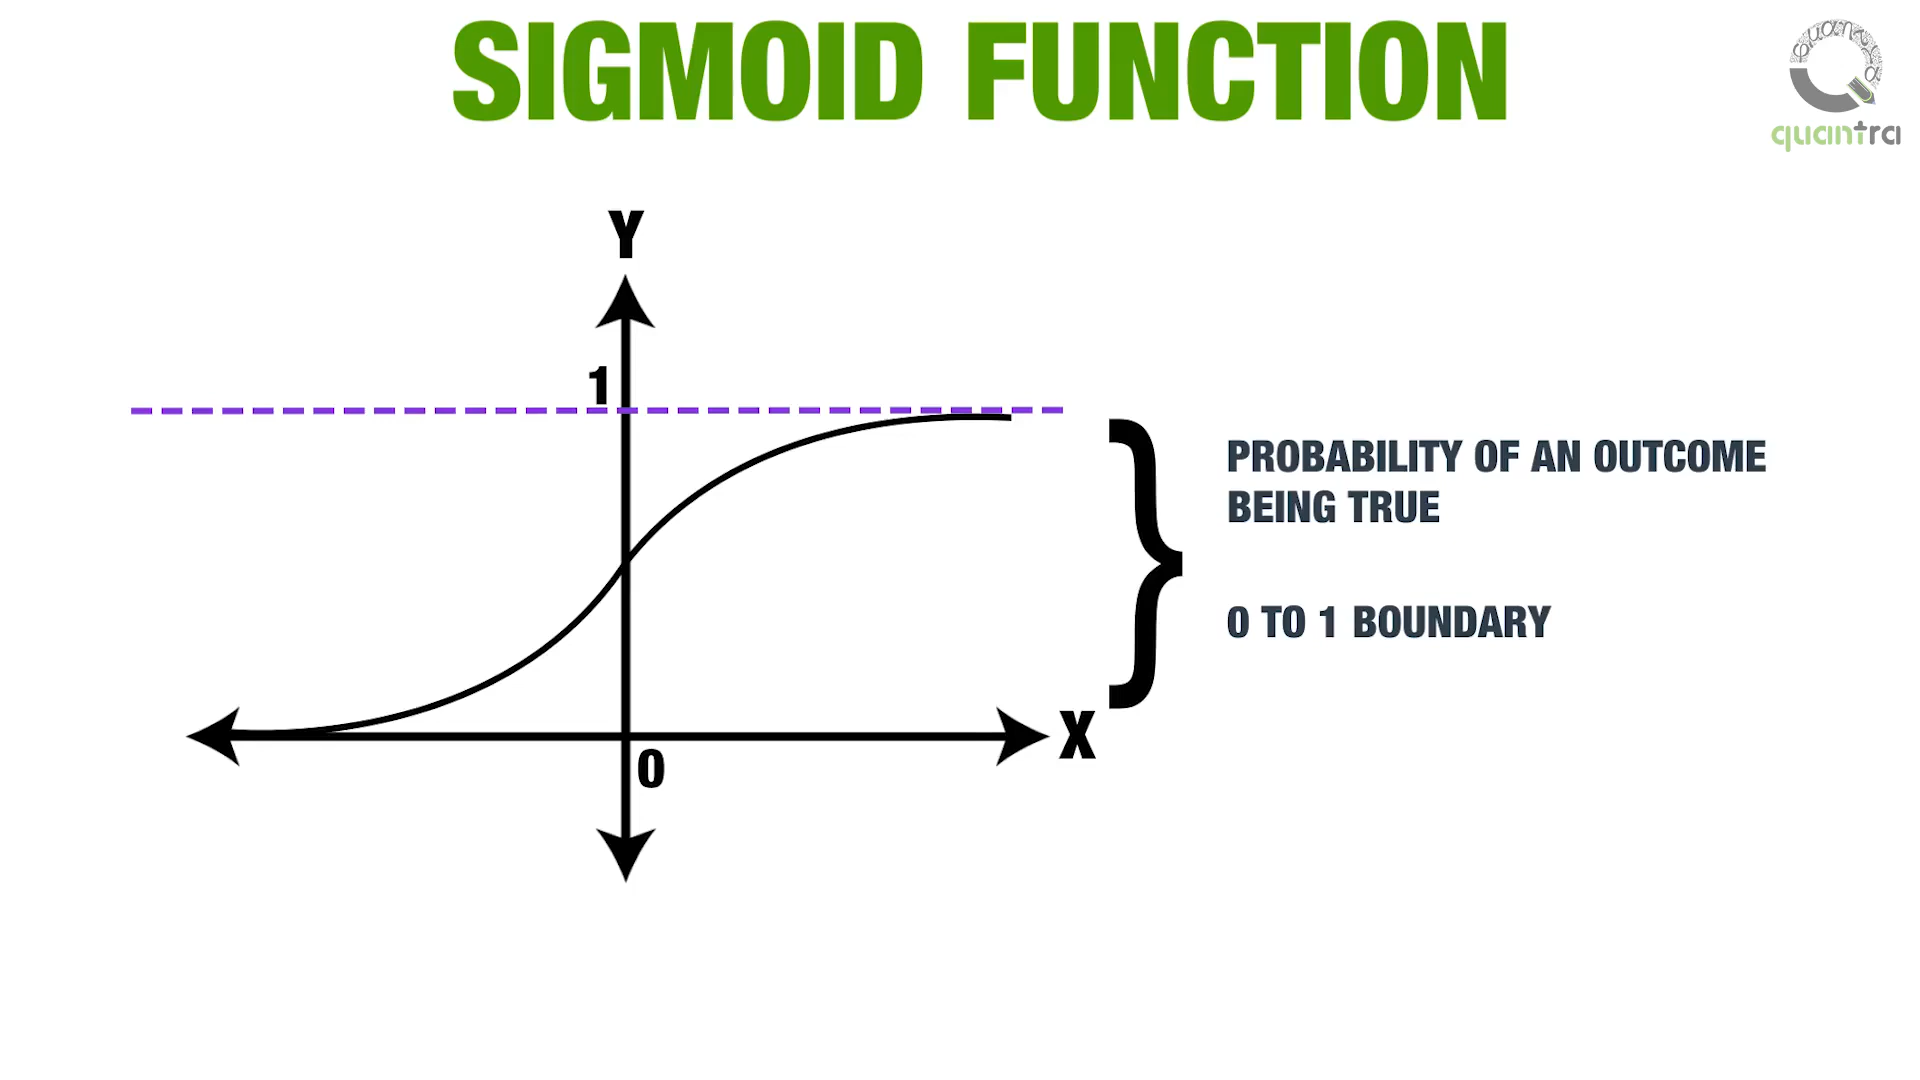 SIGMOID FUNCTION
quantra
Y
1
PROBABILITY OF AN OUTCOME
BEING TRUE
0 TO 1 BOUNDARY
X
0